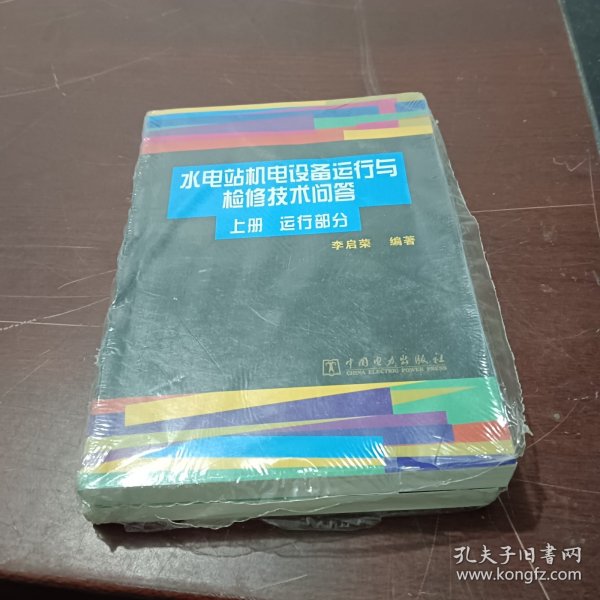 水电站机电设备运行与
检修技术问答
上册 运行部分
李启荣 编著
中国电力出版社
CHINA ELECTRIC POWER PRESS
孔夫子旧书网
www.kongfz.com